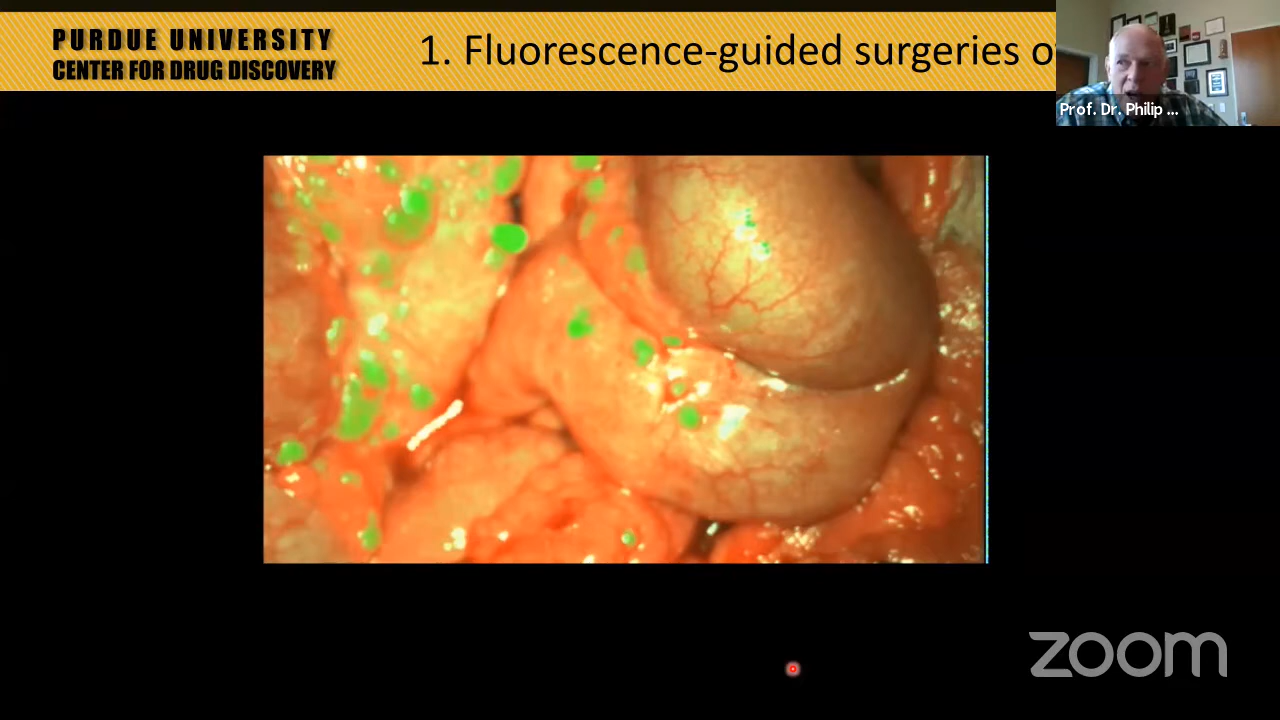 PURDUE UNIVERSITY
CENTER FOR DRUG DISCOVERY
1. Fluorescence-guided surgeries o
Prof. Dr. Philip ...
zoom